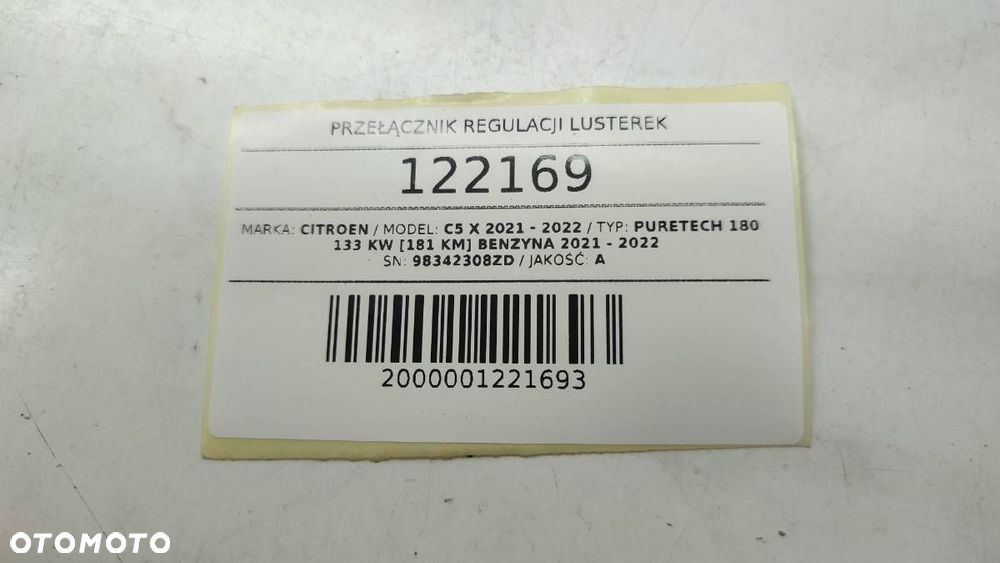 PRZEŁĄCZNIK REGULACJI LUSTEREK
122169
MARKA: CITROEN / MODEL: C5 X 2021 - 2022 / TYP: PURETECH 180
133 KW [181 KM] BENZYNA 2021 - 2022
SN: 98342308ZD / JAKOŚĆ: A
2000001221693
OTOMOTO